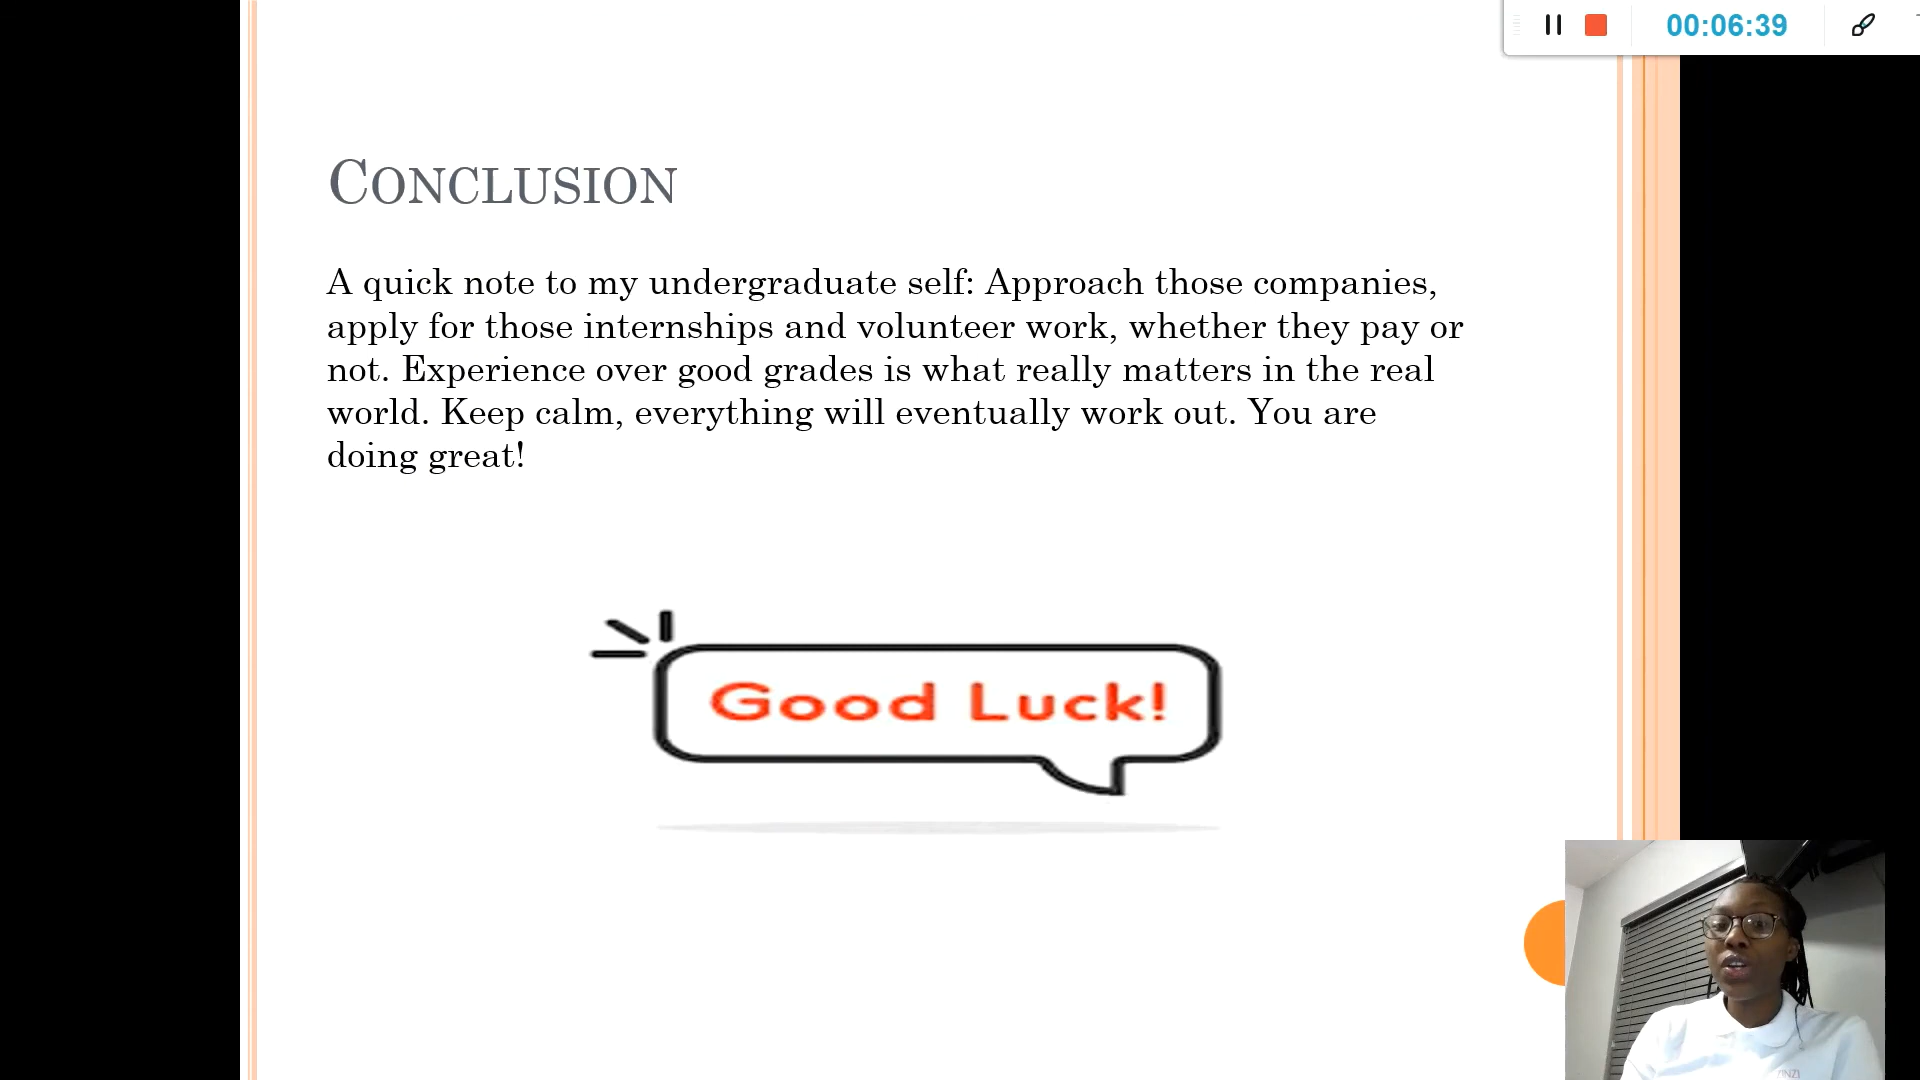 00:06:39
CONCLUSION
A quick note to my undergraduate self: Approach those companies,
apply for those internships and volunteer work, whether they pay or
not. Experience over good grades is what really matters in the real
world. Keep calm, everything will eventually work out. You are
doing great!
Good Luck!